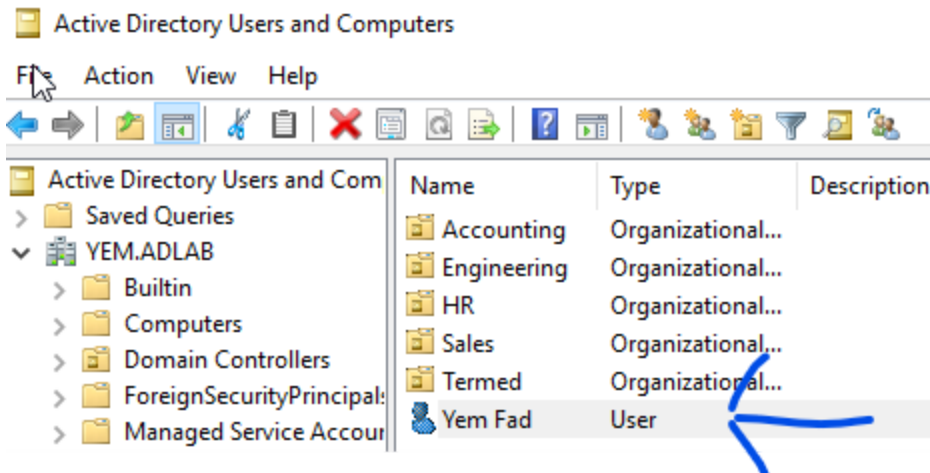 Active Directory Users and Computers
File Action View Help
Active Directory Users and Com
Saved Queries
YEM.ADLAB
Builtin
Computers
Domain Controllers
ForeignSecurityPrincipals
Managed Service Accour
Name Type Description
Accounting Organizational...
Engineering Organizational...
HR Organizational...
Sales Organizational...
Termed Organizational...
Yem Fad User